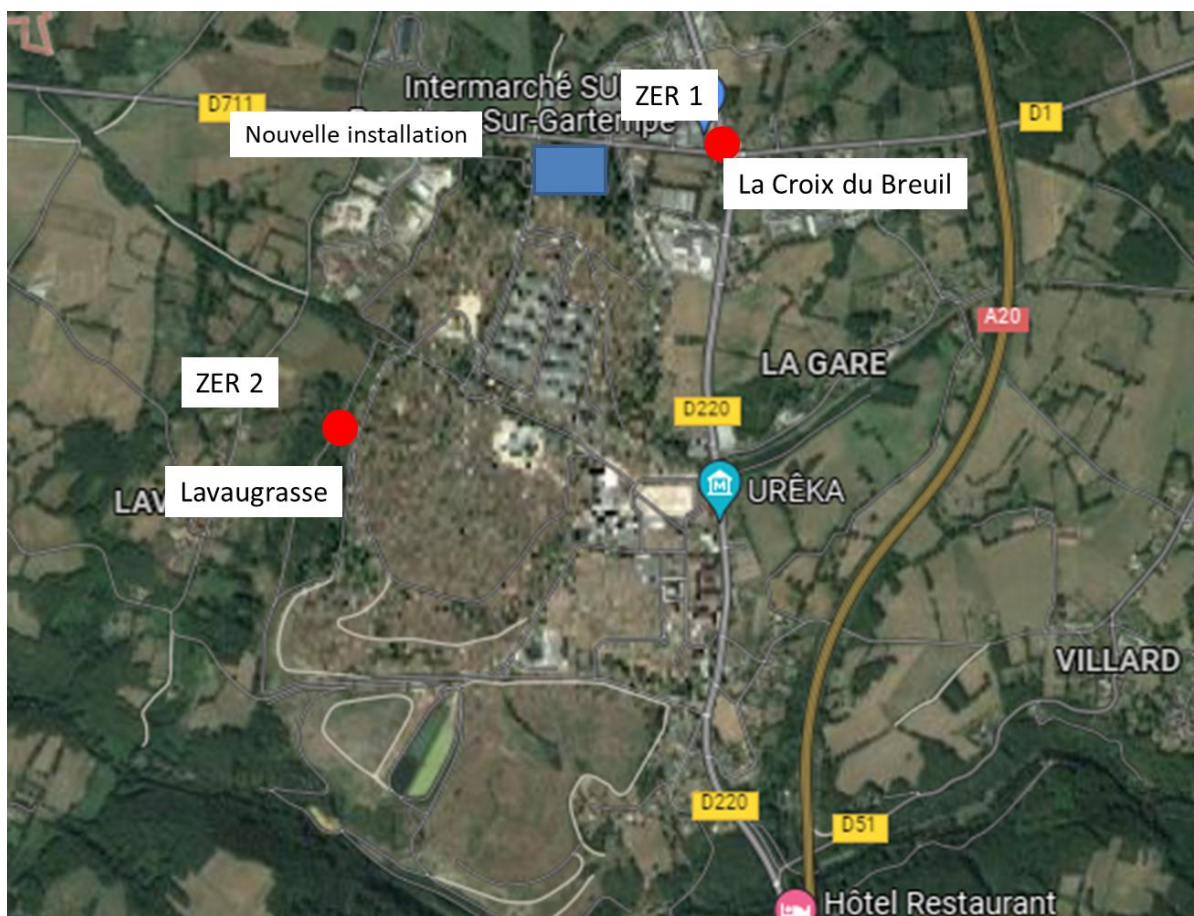 Intermarché SU
ZER 1
D711
D1
Nouvelle installation
Sur-Gartempe
La Croix du Breuil
A20
ZER 2
LA GARE
D220
Lavaugrasse
LAV
URÊKA
VILLARD
D220
D51
Hôtel Restaurant